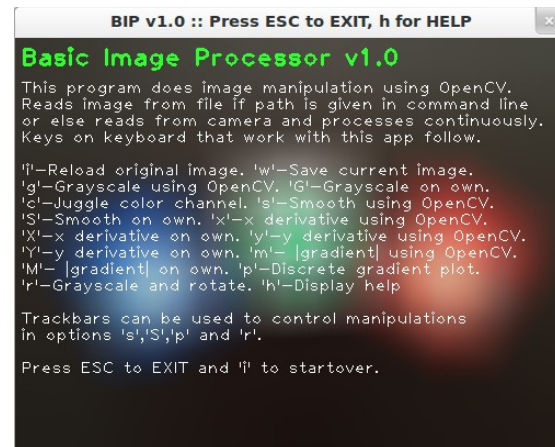 BIP v1.0 :: Press ESC to EXIT, h for HELP
Basic Image Processor v1.0
This program does image manipulation using OpenCV.
Reads image from file if path is given in command line
or else reads from camera and processes continuously.
Keys on keyboard that work with this app follow.
'i'-Reload original image. 'w'-Save current image.
'g'-Grayscale using OpenCV. 'G'-Grayscale on own.
'c'-Juggle color channel. 's'-Smooth using OpenCV.
'S'-Smooth on own. 'x'-x derivative using OpenCV.
'X'-x derivative on own. 'y'-y derivative using OpenCV.
'Y'-y derivative on own. 'm'- |gradient| using OpenCV.
'M'- |gradient| on own. 'p'-Discrete gradient plot.
'r'-Grayscale and rotate. 'h'-Display help
Trackbars can be used to control manipulations
in options 's','S','p' and 'r'.
Press ESC to EXIT and 'i' to startover.